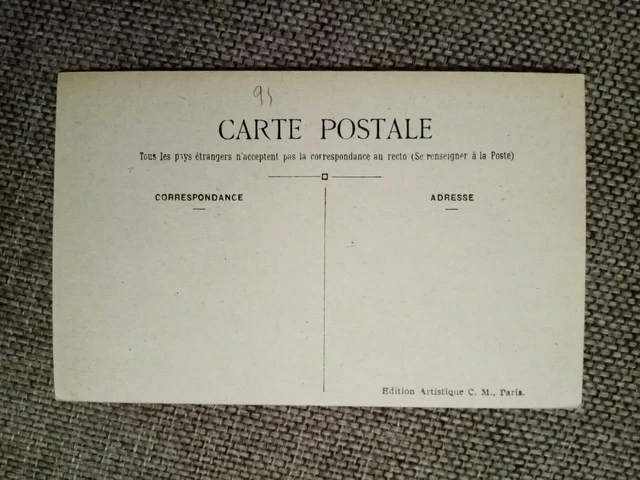 CARTE POSTALE
Tous les pays étrangers n'acceptent pas la correspondance au recto (Se renseigner à la Poste)
CORRESPONDANCE
ADRESSE
Edition Artistique C. M., Paris.